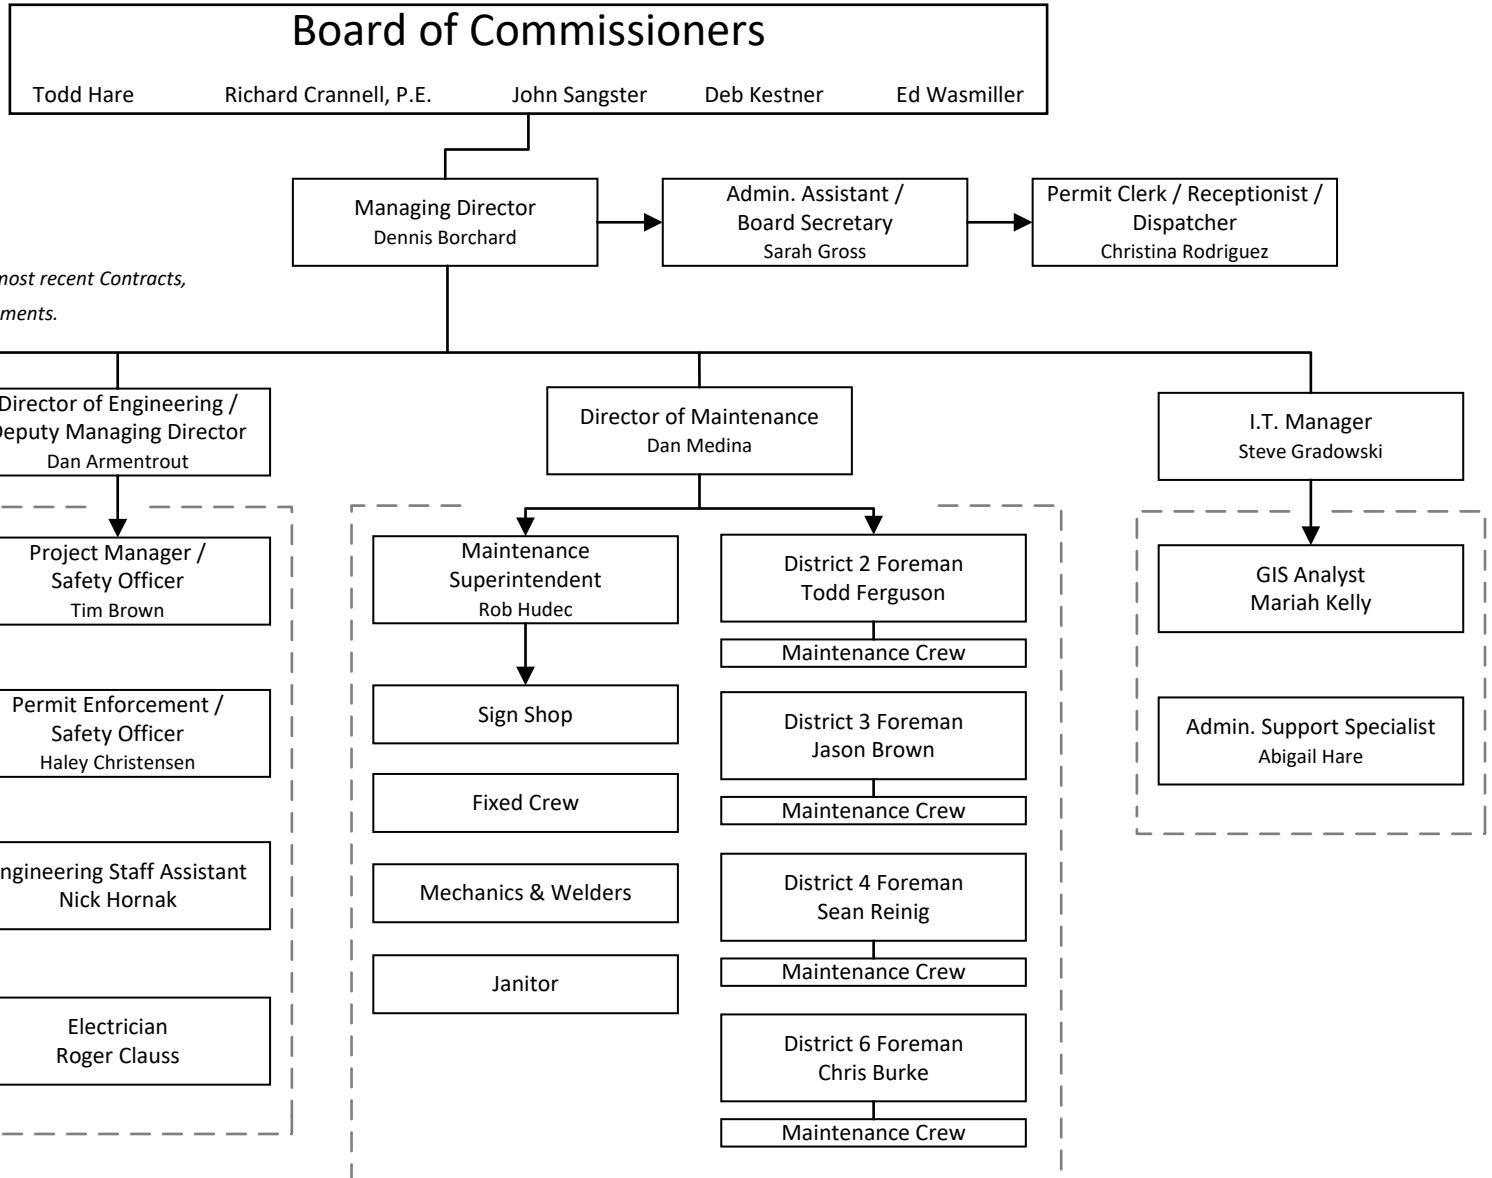 Board of Commissioners
Todd Hare Richard Crannell, P.E. John Sangster Deb Kestner Ed Wasmiller
Managing Director
Dennis Borchard
Admin. Assistant /
Board Secretary
Sarah Gross
Permit Clerk / Receptionist /
Dispatcher
Christina Rodriguez
most recent Contracts,
ments.
Director of Engineering /
Deputy Managing Director
Dan Armentrout
Project Manager /
Safety Officer
Tim Brown
Permit Enforcement /
Safety Officer
Haley Christensen
ngineering Staff Assistant
Nick Hornak
Electrician
Roger Clauss
Director of Maintenance
Dan Medina
Maintenance
Superintendent
Rob Hudec
Sign Shop
Fixed Crew
Mechanics & Welders
Janitor
District 2 Foreman
Todd Ferguson
Maintenance Crew
District 3 Foreman
Jason Brown
Maintenance Crew
District 4 Foreman
Sean Reinig
Maintenance Crew
District 6 Foreman
Chris Burke
Maintenance Crew
I.T. Manager
Steve Gradowski
GIS Analyst
Mariah Kelly
Admin. Support Specialist
Abigail Hare